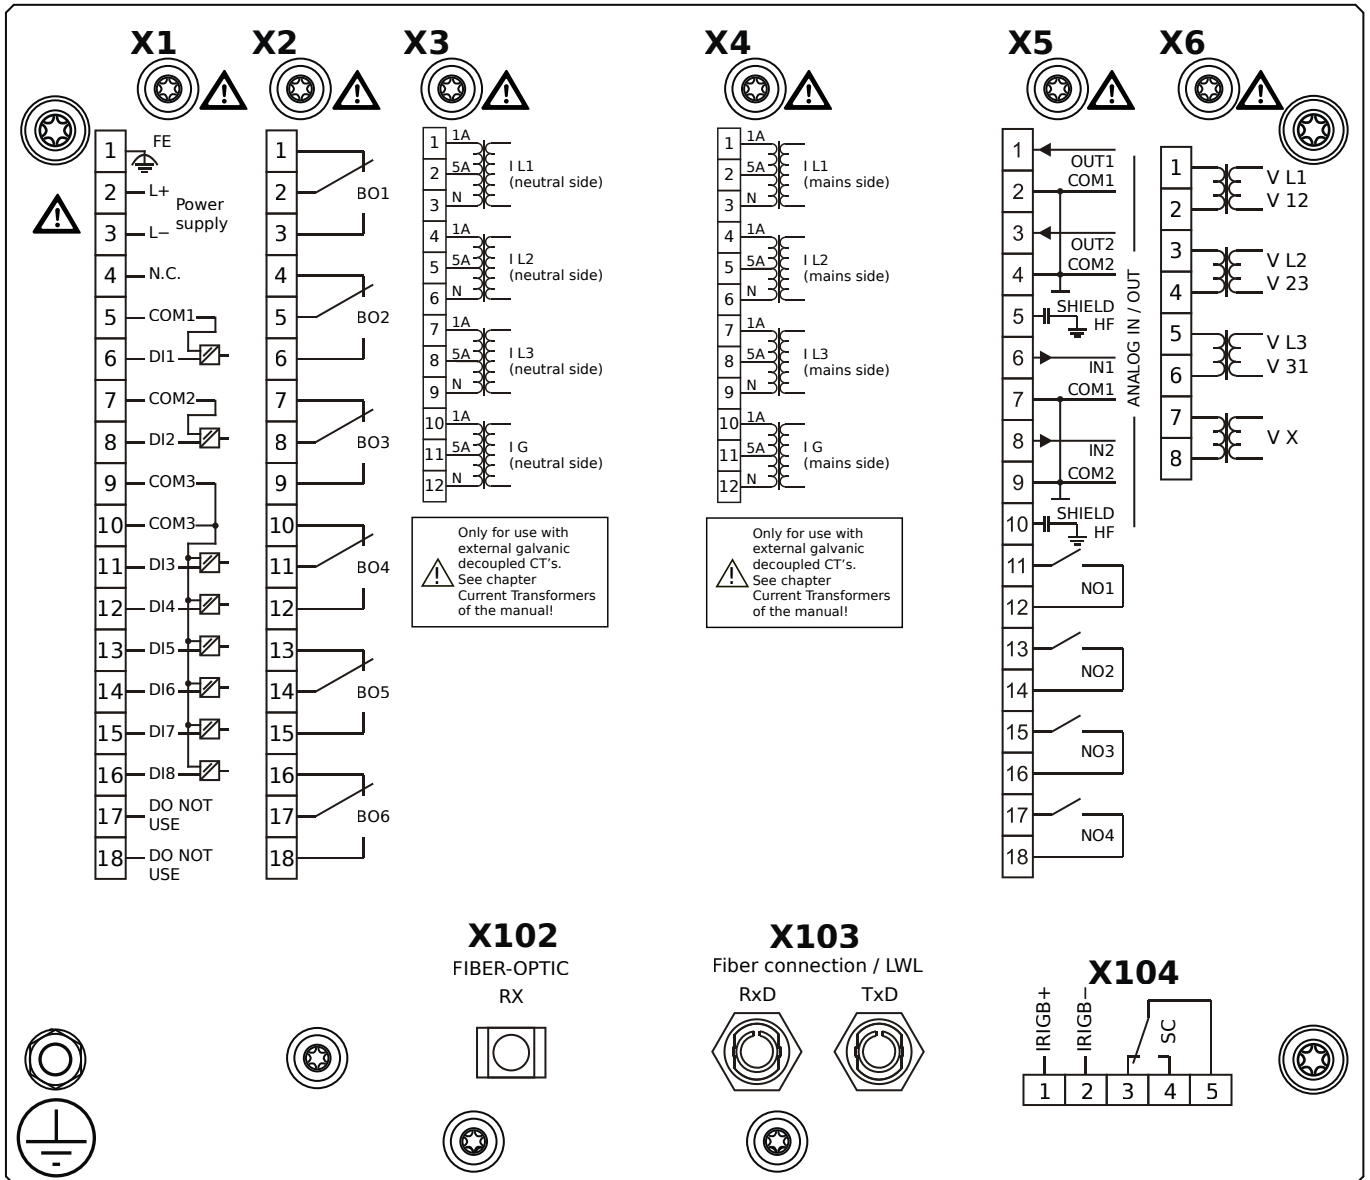 X1
X2
X3
X4
X5
X6
1 FE
2 L+
Power
supply
3 L−
4 N.C.
5 COM1
6 DI1
7 COM2
8 DI2
9 COM3
10 COM3
11 DI3
12 DI4
13 DI5
14 DI6
15 DI7
16 DI8
17 DO NOT
USE
18 DO NOT
USE
1
2 BO1
3
4
5 BO2
6
7
8 BO3
9
10
11 BO4
12
13
14 BO5
15
16
17 BO6
18
1 1A
2 5A I L1
(neutral side)
3 N
4 1A
5 5A I L2
(neutral side)
6 N
7 1A
8 5A I L3
(neutral side)
9 N
10 1A
11 5A I G
(neutral side)
12 N
Only for use with
external galvanic
decoupled CT's.
See chapter
Current Transformers
of the manual!
1 1A
2 5A I L1
(mains side)
3 N
4 1A
5 5A I L2
(mains side)
6 N
7 1A
8 5A I L3
(mains side)
9 N
10 1A
11 5A I G
(mains side)
12 N
Only for use with
external galvanic
decoupled CT's.
See chapter
Current Transformers
of the manual!
1 OUT1
2 COM1
3 OUT2
4 COM2
5 SHIELD
HF
6 IN1
7 COM1
8 IN2
9 COM2
10 SHIELD
HF
ANALOG IN / OUT
11
NO1
12
13
NO2
14
15
NO3
16
17
NO4
18
1 V L1
2 V 12
3 V L2
4 V 23
5 V L3
6 V 31
7 V X
8
X102
FIBER-OPTIC
RX
X103
Fiber connection / LWL
RxD TxD
X104
IRIGB+
IRIGB−
SC
1 2 3 4 5